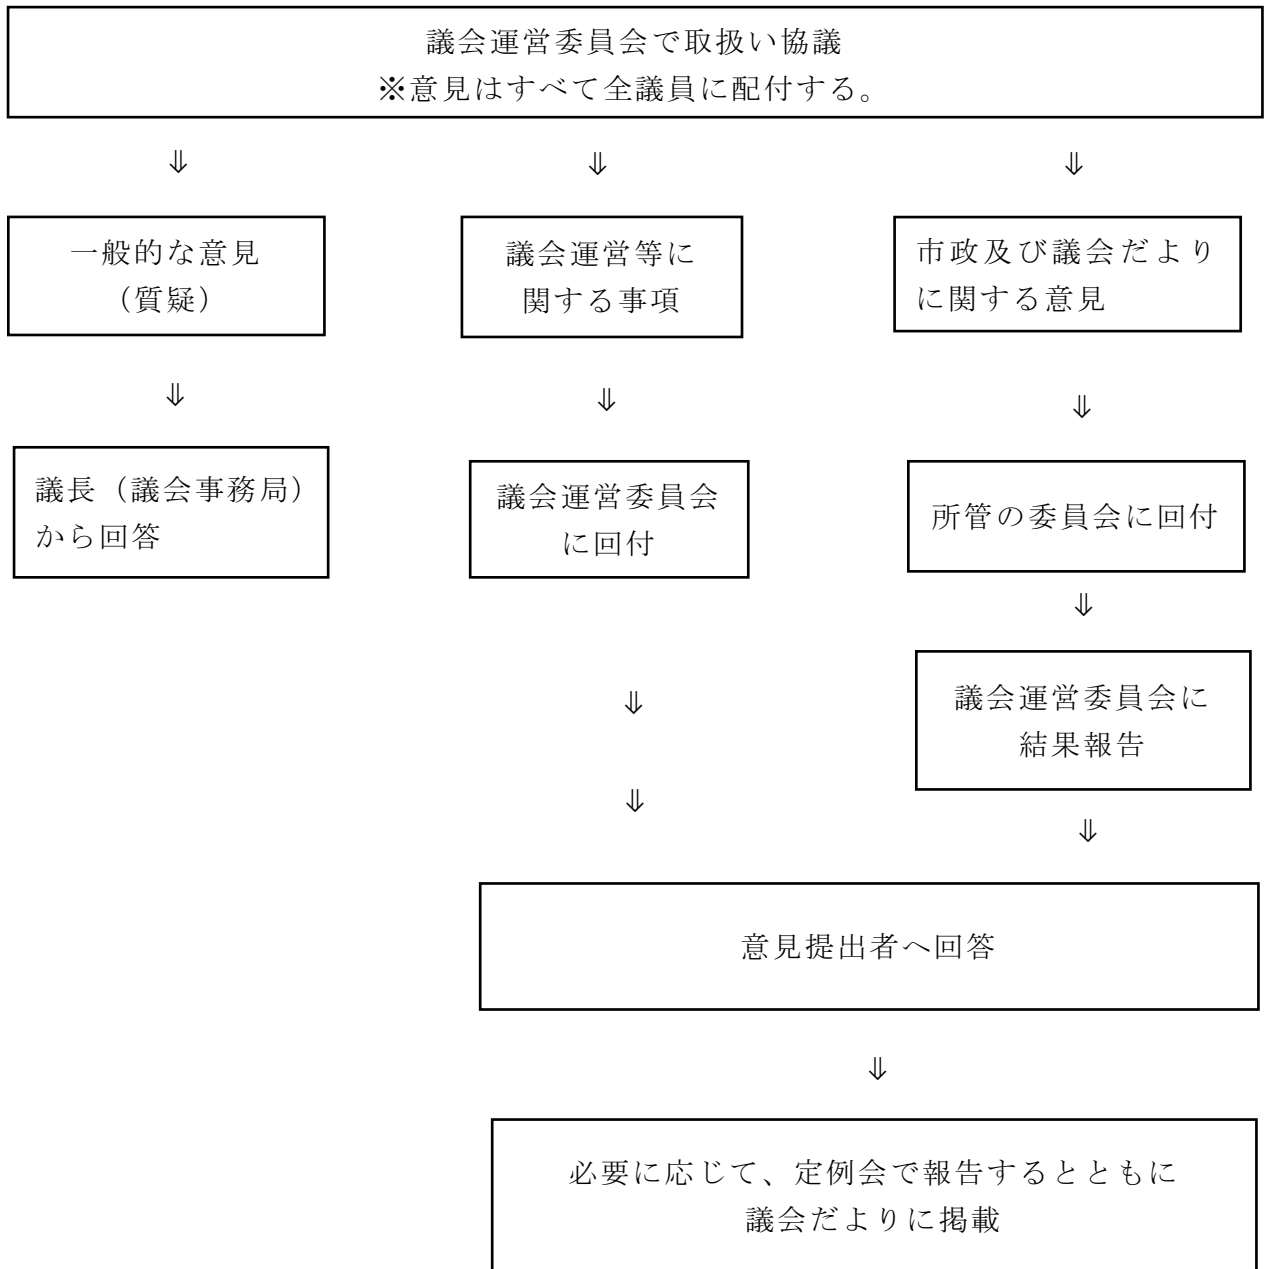 議会運営委員会で取扱い協議
※意見はすべて全議員に配付する。
⇓
⇓
⇓
一般的な意見
（質疑）
議会運営等に
関する事項
市政及び議会だより
に関する意見
⇓
⇓
⇓
議長（議会事務局）
から回答
議会運営委員会
に回付
所管の委員会に回付
⇓
議会運営委員会に
結果報告
⇓
⇓
⇓
意見提出者へ回答
⇓
必要に応じて、定例会で報告するとともに
議会だよりに掲載